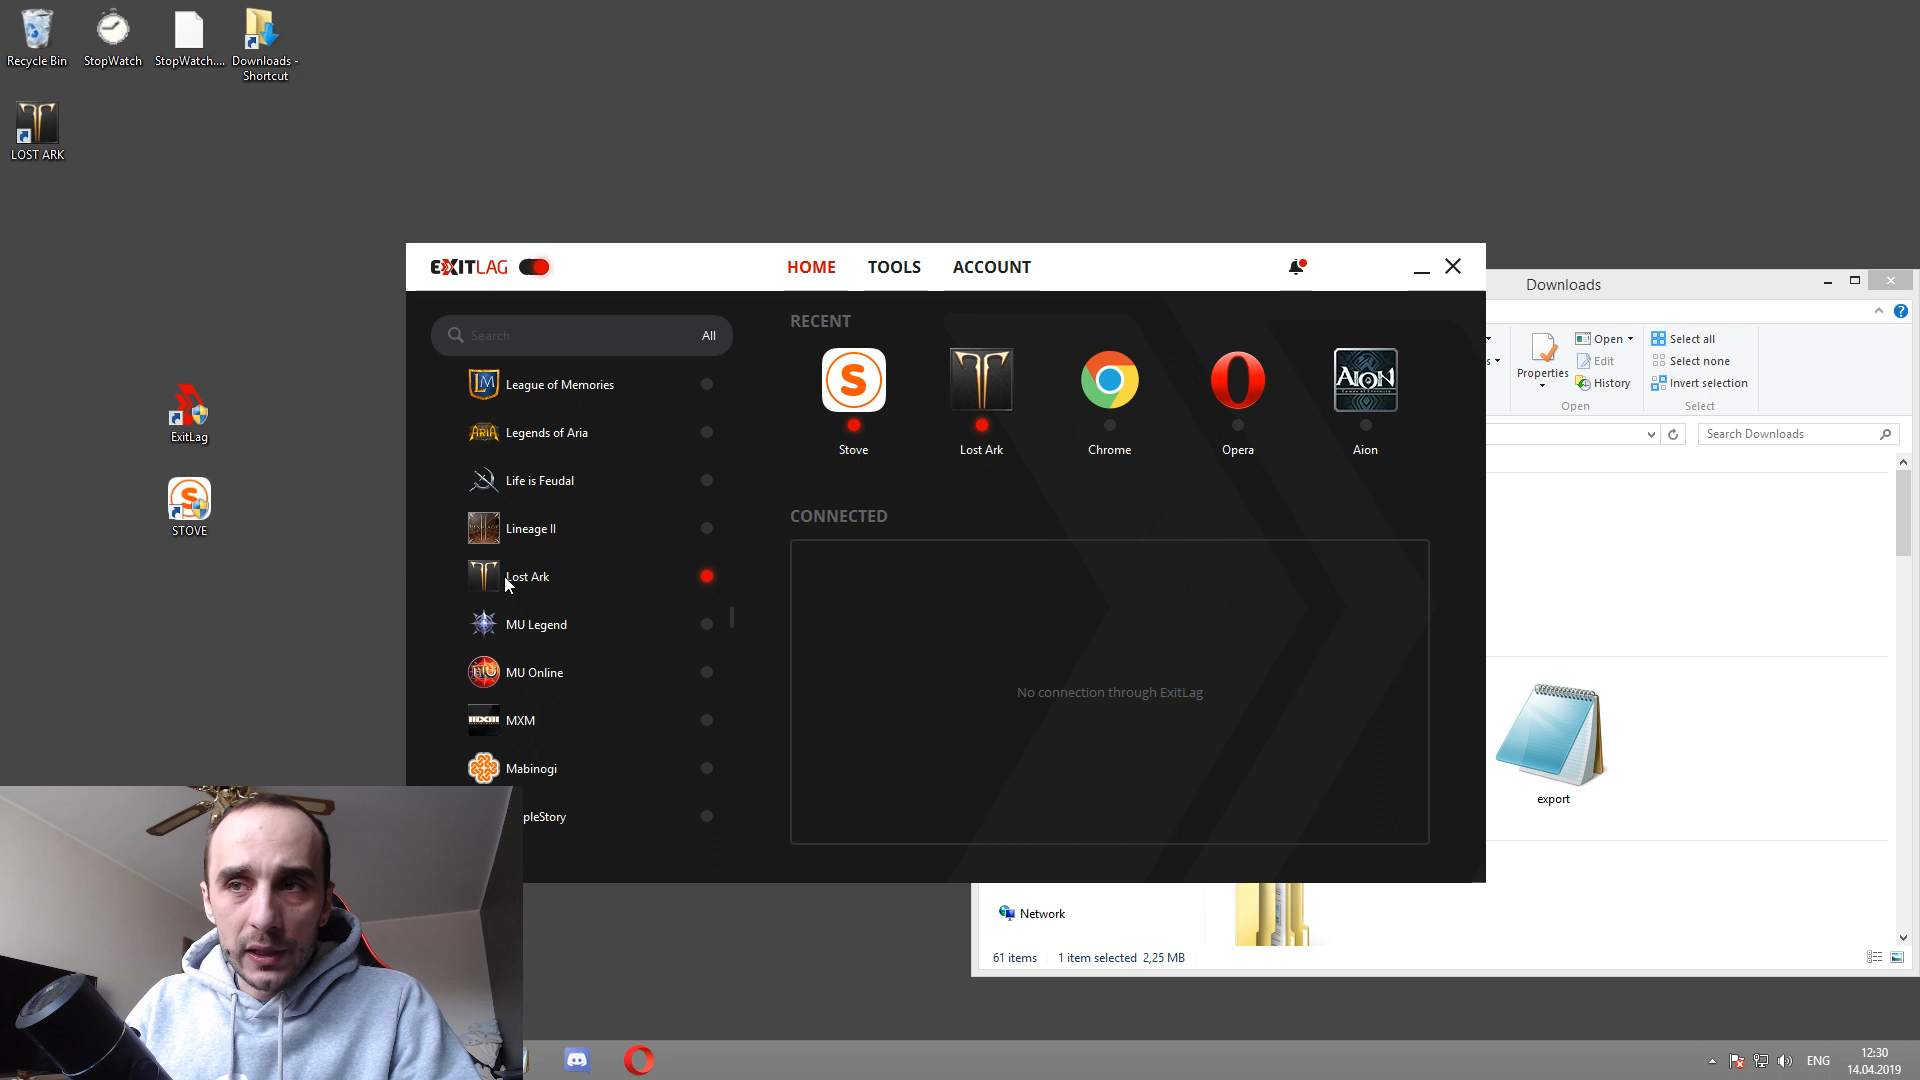 Recycle Bin
StopWatch
StopWatch....
Downloads -
Shortcut
LOST ARK
ExitLag
STOVE
EXITLAG
HOME
TOOLS
ACCOUNT
Search
All
League of Memories
ARIA
Legends of Aria
Life is Feudal
Lineage II
Lost Ark
MU Legend
MU Online
MXM
Mabinogi
pleStory
RECENT
S
AION
Stove
Lost Ark
Chrome
Opera
Aion
CONNECTED
No connection through ExitLag
Downloads
Properties
Open
Edit
History
Open
Select all
Select none
Invert selection
Select
Search Downloads
export
Network
61 items
1 item selected 2,25 MB
ENG
12:30
14.04.2019